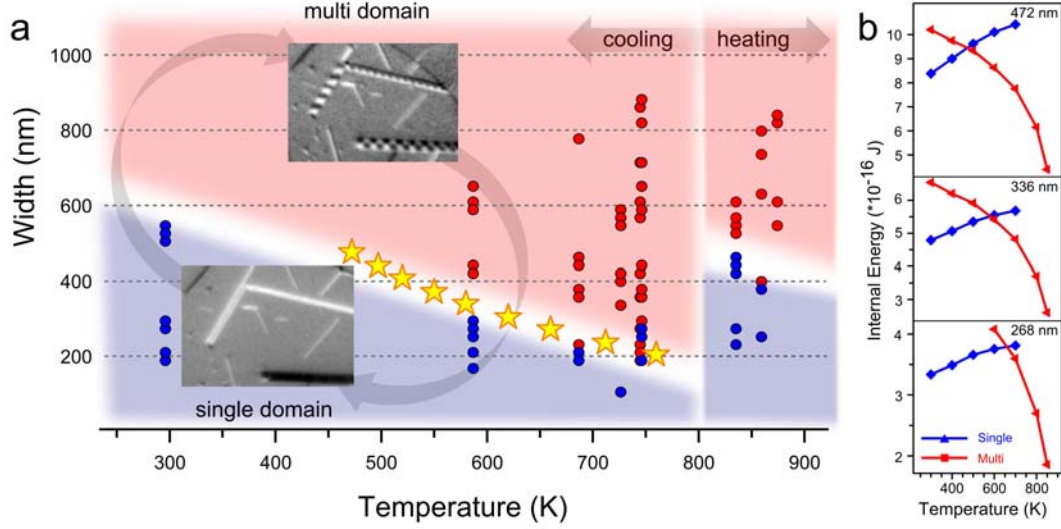 a
multi domain
cooling
heating
1000
800
600
400
200
Width (nm)
single domain
300
400
500
600
700
800
900
Temperature (K)
b
472 nm
10
9
8
7
6
5
336 nm
6
5
4
3
268 nm
4
3
2
Single
Multi
400
600
800
Internal Energy (*10-16 J)
Temperature (K)